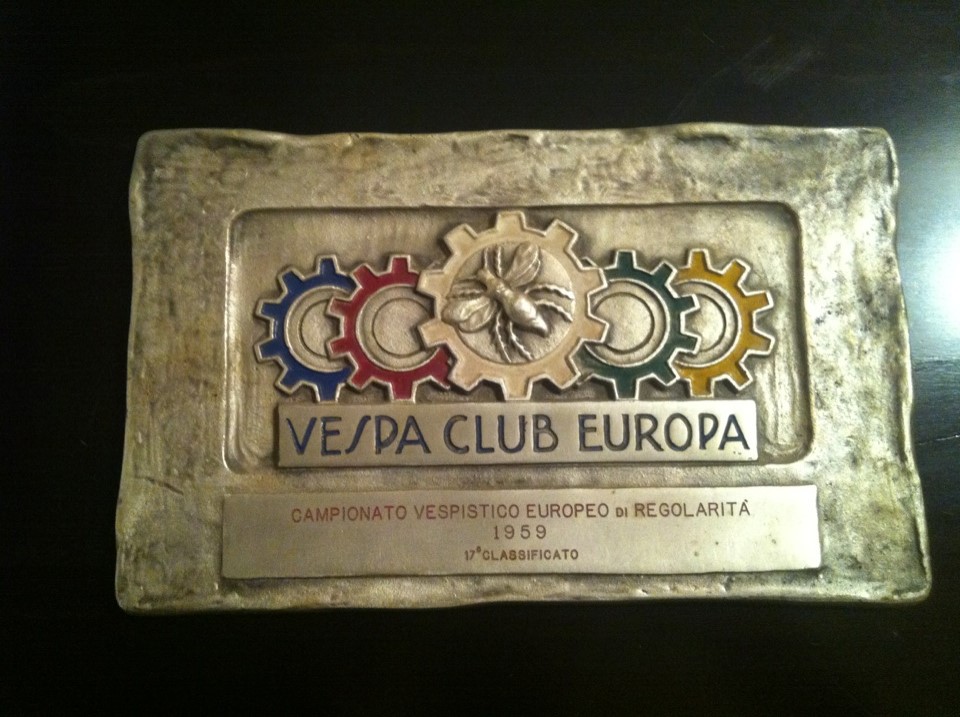 VESPA CLUB EUROPA
CAMPIONATO VESPISTICO EUROPEO DI REGOLARITÀ
1959
17° CLASSIFICATO